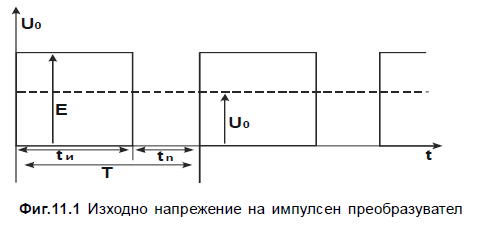 U₀
E
U₀
tи
tп
t
T
Фиг.11.1 Изходно напрежение на импулсен преобразувател